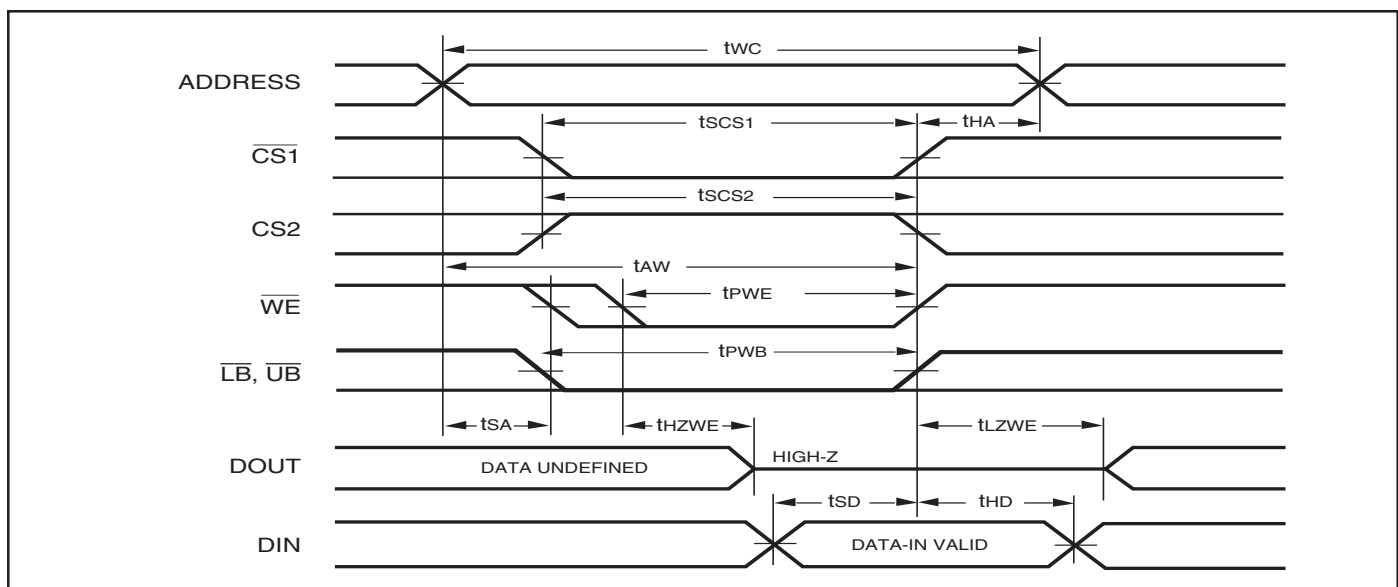 tWC
ADDRESS
tSCS1
tHA
CS1
tSCS2
CS2
tAW
WE
tPWE
LB, UB
tPWB
tSA
tHZWE
tLZWE
DOUT
DATA UNDEFINED
HIGH-Z
tSD
tHD
DIN
DATA-IN VALID